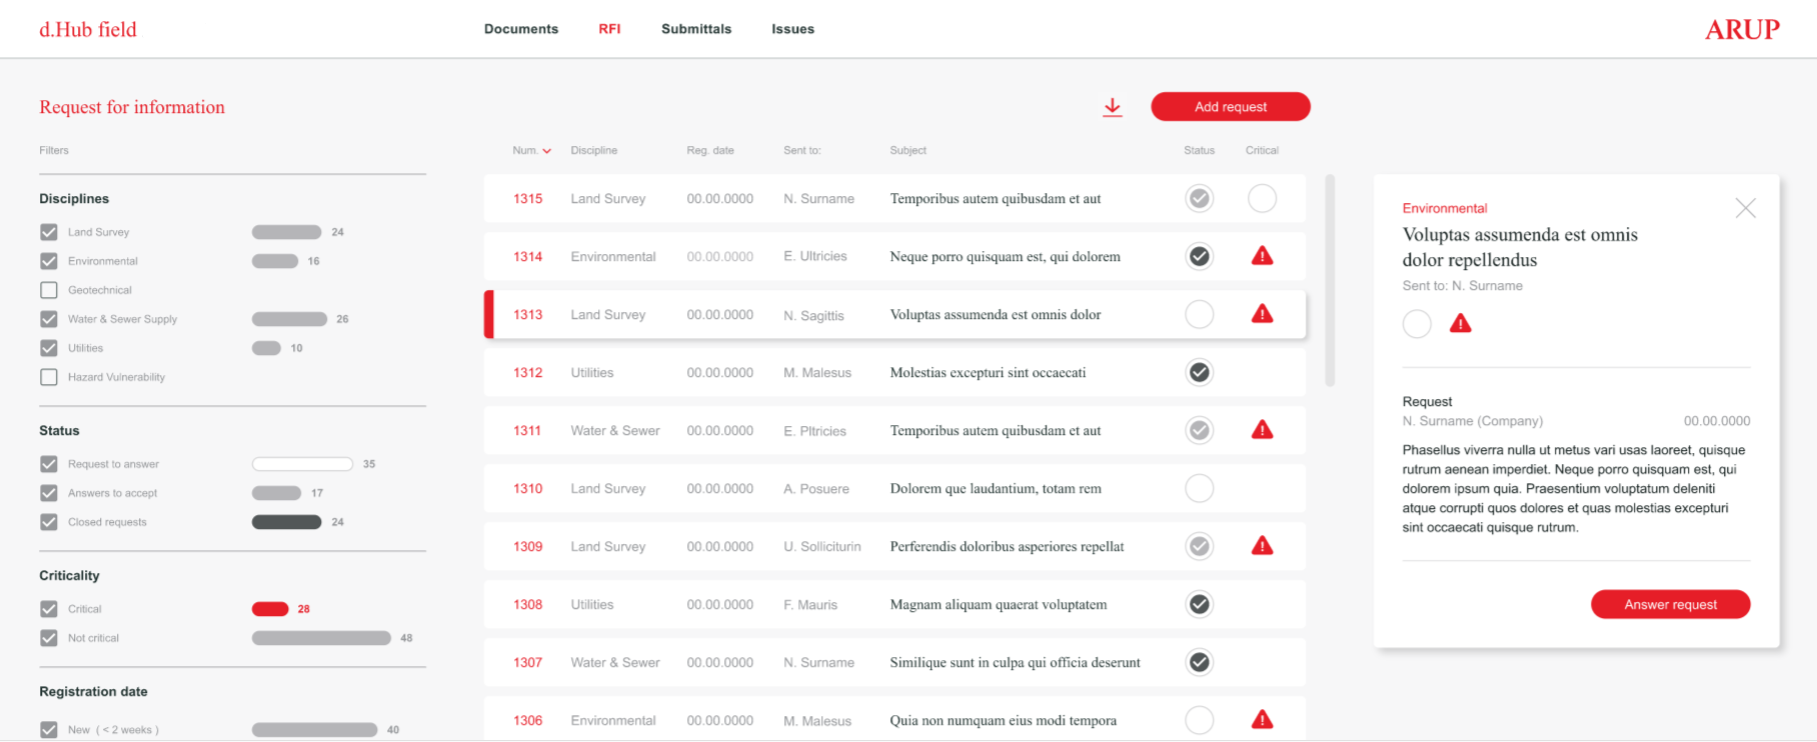 d.Hub field
Documents RFI Submittals Issues
ARUP
Request for information
Add request
Filters
Num. Discipline Reg. date Sent to: Subject Status Critical
Disciplines
Land Survey 24
Environmental 16
Geotechnical
Water & Sewer Supply 26
Utilities 10
Hazard Vulnerability
Status
Request to answer 35
Answers to accept 17
Closed requests 24
Criticality
Critical 28
Not critical 48
Registration date
New ( < 2 weeks ) 40
1315 Land Survey 00.00.0000 N. Surname Temporibus autem quibusdam et aut
1314 Environmental 00.00.0000 E. Ultricies Neque porro quisquam est, qui dolorem
1313 Land Survey 00.00.0000 N. Sagittis Voluptas assumenda est omnis dolor
1312 Utilities 00.00.0000 M. Malesus Molestias excepturi sint occaecati
1311 Water & Sewer 00.00.0000 E. Pltricies Temporibus autem quibusdam et aut
1310 Land Survey 00.00.0000 A. Posuere Dolorem que laudantium, totam rem
1309 Land Survey 00.00.0000 U. Solliciturin Perferendis doloribus asperiores repellat
1308 Utilities 00.00.0000 F. Mauris Magnam aliquam quaerat voluptatem
1307 Water & Sewer 00.00.0000 N. Surname Similique sunt in culpa qui officia deserunt
1306 Environmental 00.00.0000 M. Malesus Quia non numquam eius modi tempora
Environmental
Voluptas assumenda est omnis
dolor repellendus
Sent to: N. Surname
Request
N. Surname (Company) 00.00.0000
Phasellus viverra nulla ut metus vari usas laoreet, quisque
rutrum aenean imperdiet. Neque porro quisquam est, qui
dolorem ipsum quia. Praesentium voluptatum deleniti
atque corrupti quos dolores et quas molestias excepturi
sint occaecati quisque rutrum.
Answer request